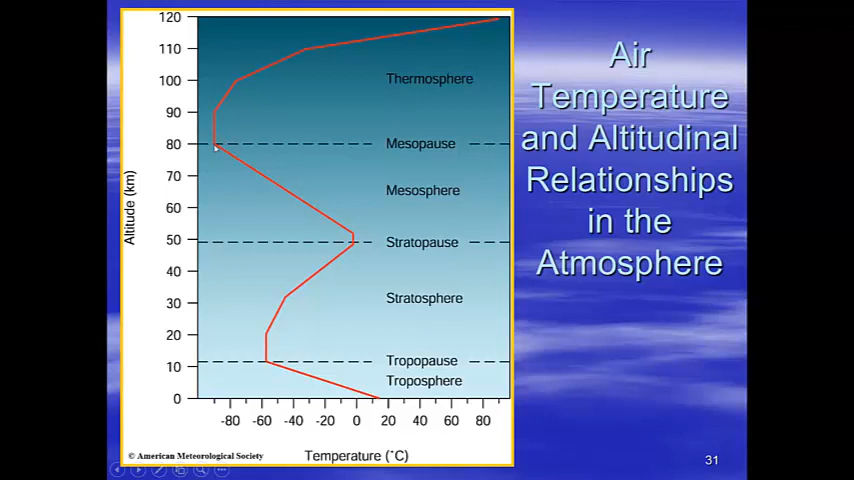 120
110
100
90
80
70
60
50
40
30
20
10
0
Altitude (km)
Thermosphere
Mesopause
Mesosphere
Stratopause
Stratosphere
Tropopause
Troposphere
-80 -60 -40 -20 0 20 40 60 80
Temperature (˚C)
© American Meteorological Society
Air
Temperature
and Altitudinal
Relationships
in the
Atmosphere
31